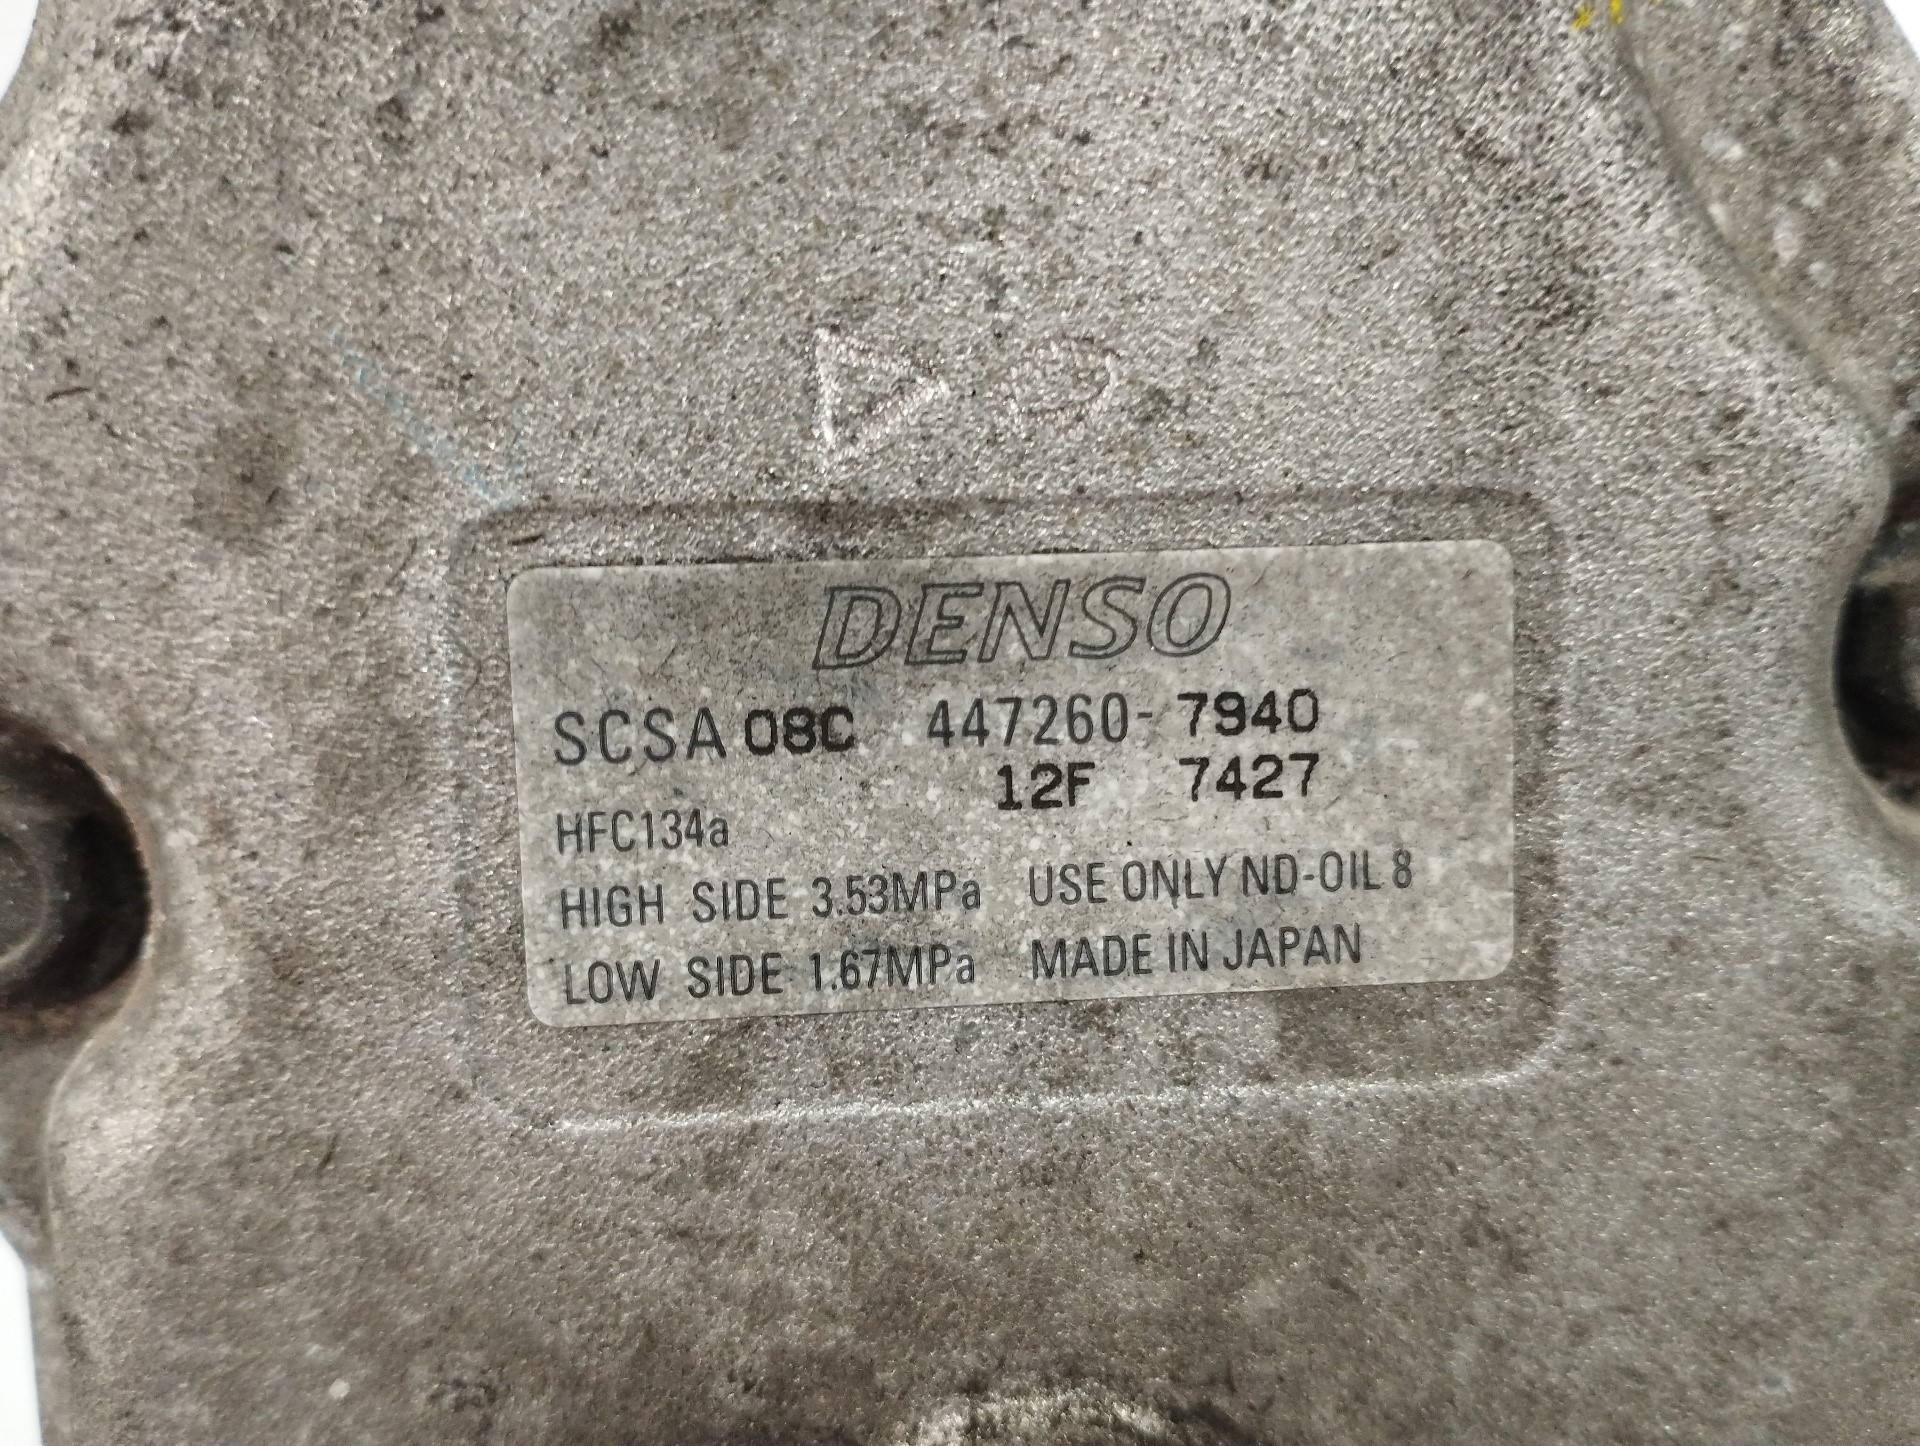 DENSO
SCSA 08C 447260-7940
12F 7427
HFC134a
HIGH SIDE 3.53MPa USE ONLY ND-OIL 8
LOW SIDE 1.67MPa MADE IN JAPAN